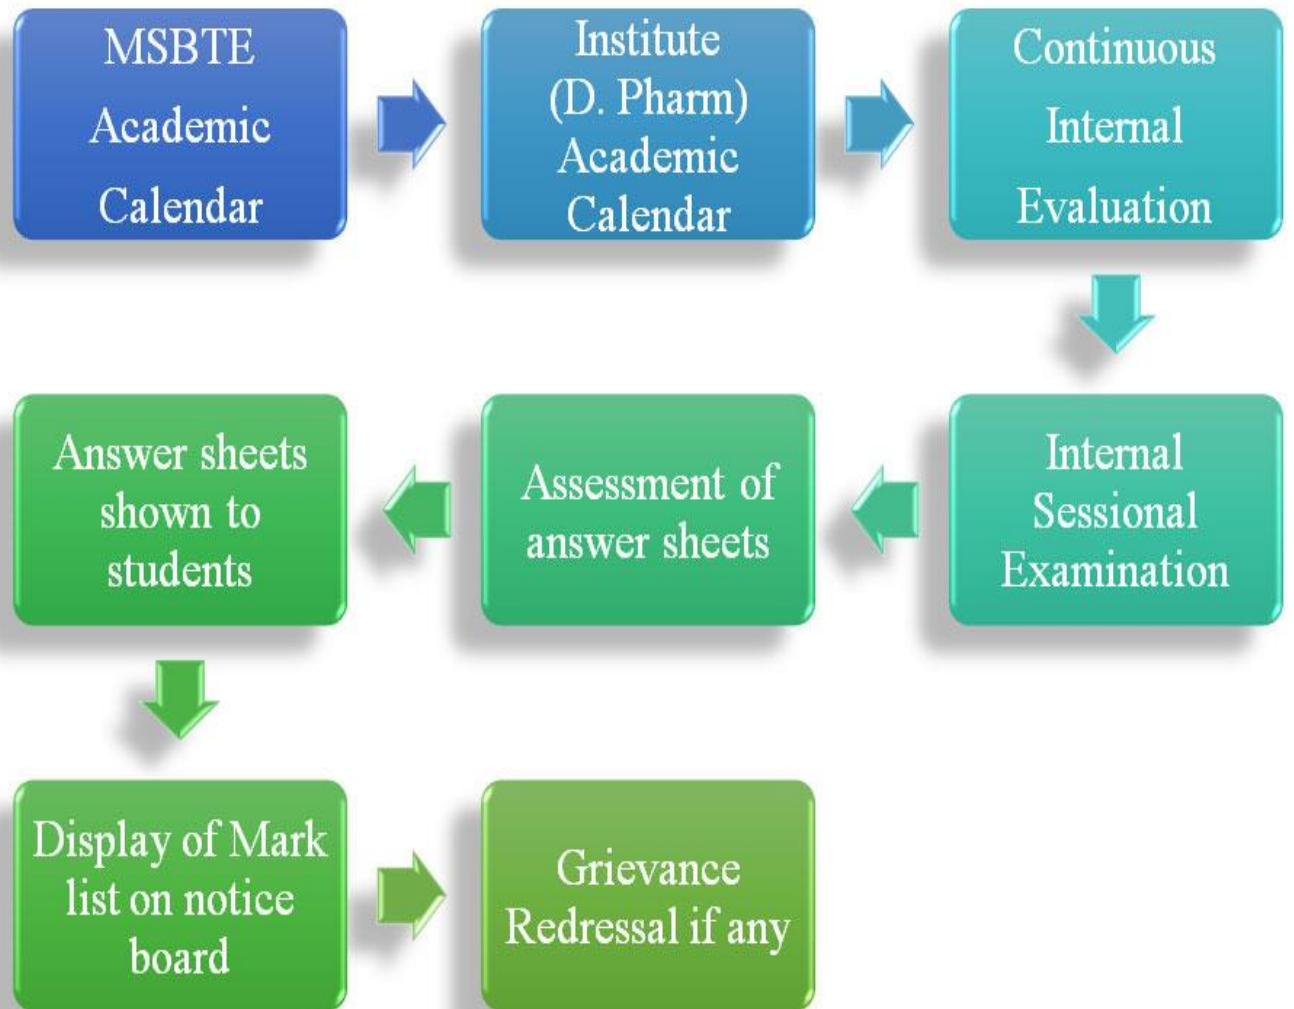 MSBTE
Academic
Calendar
Institute
(D. Pharm)
Academic
Calendar
Continuous
Internal
Evaluation
Internal
Sessional
Examination
Assessment of
answer sheets
Answer sheets
shown to
students
Display of Mark
list on notice
board
Grievance
Redressal if any